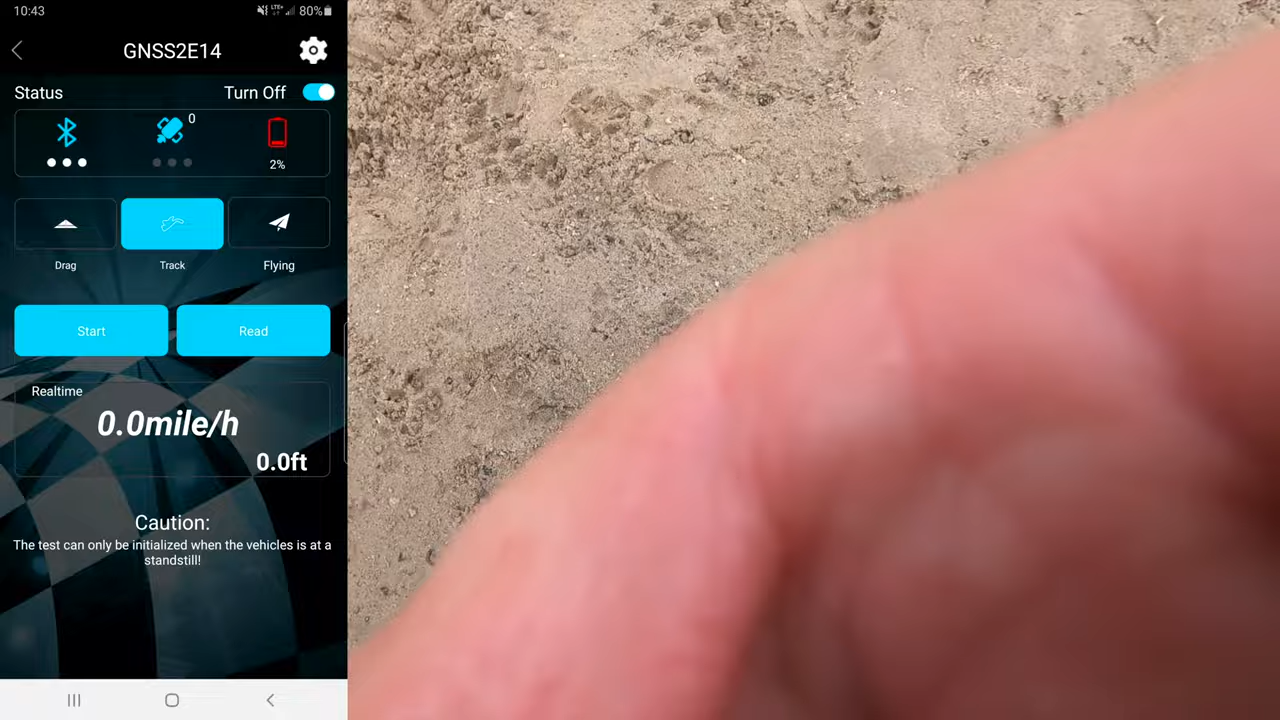 10:43
LTE+
80%
GNSS2E14
Status
Turn Off
0
2%
Drag
Track
Flying
Start
Read
Realtime
0.0mile/h
0.0ft
Caution:
The test can only be initialized when the vehicles is at a
standstill!